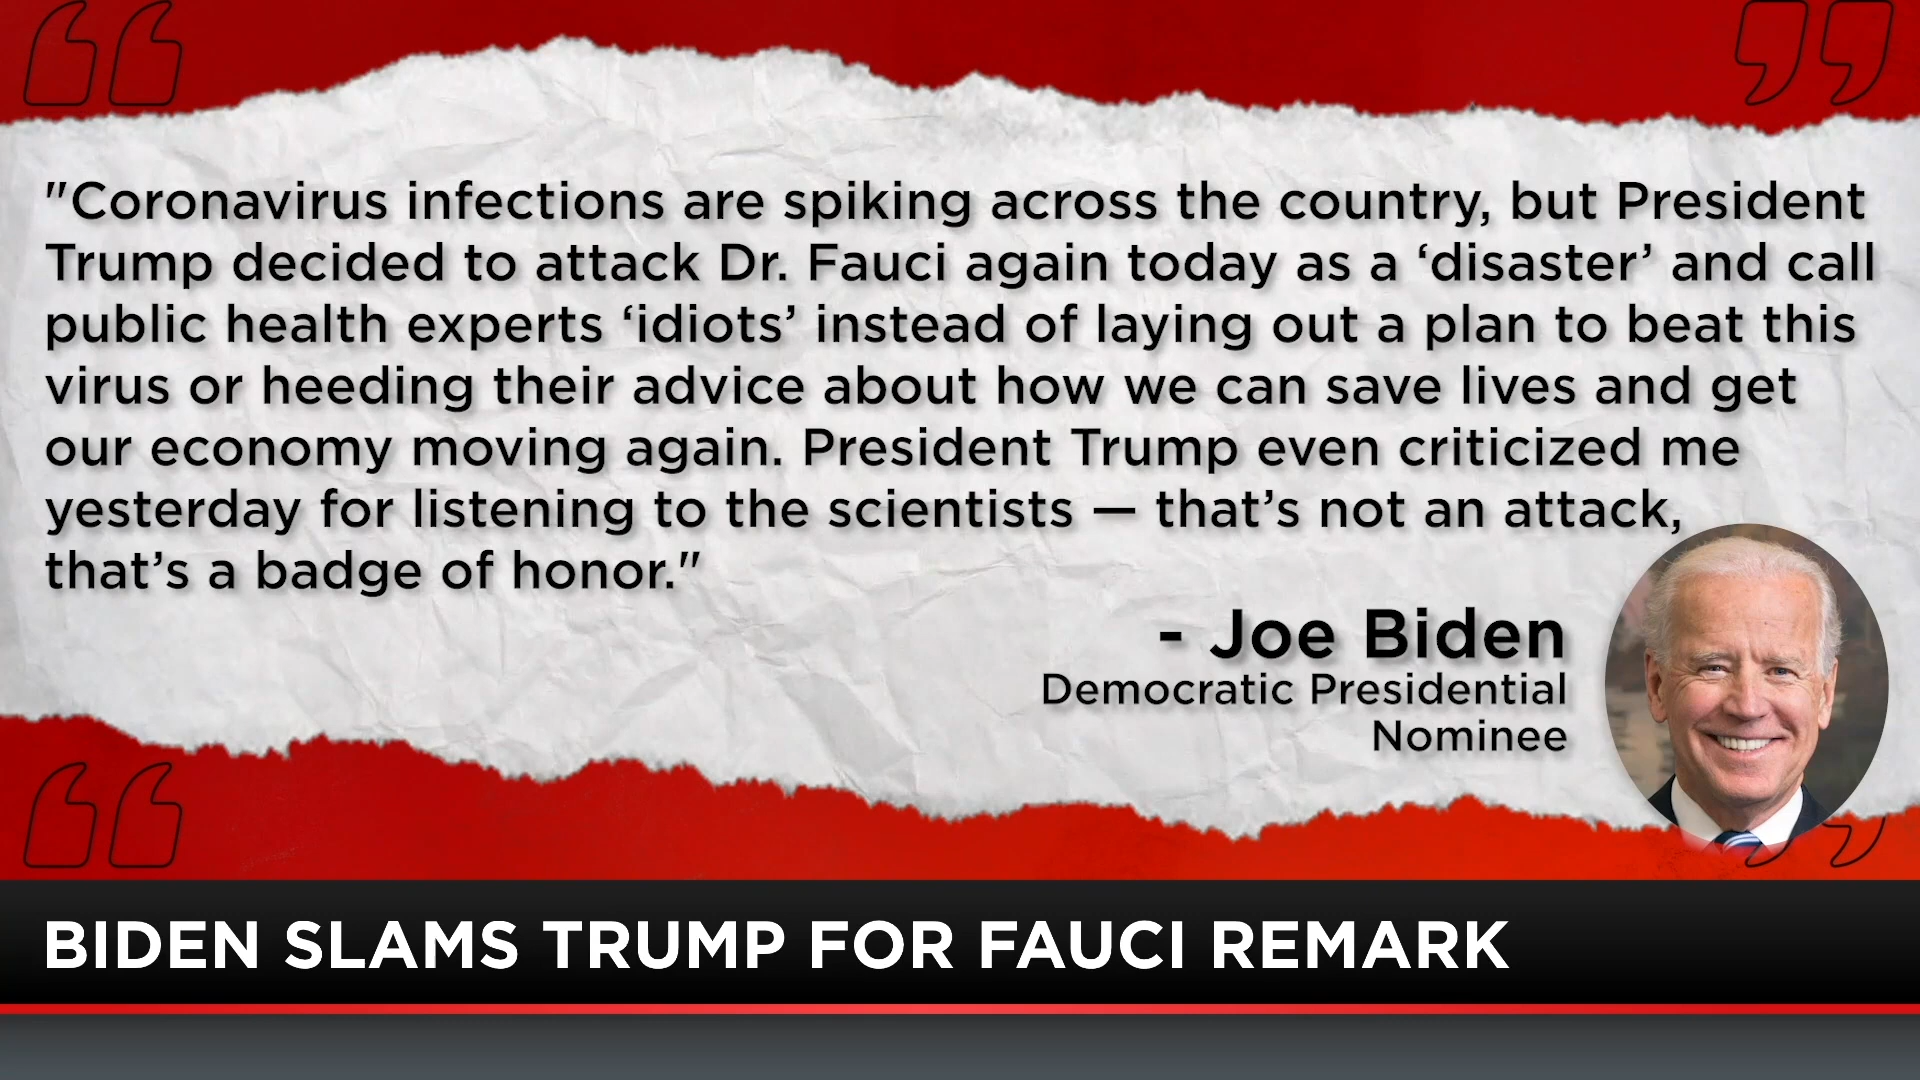 "Coronavirus infections are spiking across the country, but President
Trump decided to attack Dr. Fauci again today as a ‘disaster’ and call
public health experts ‘idiots’ instead of laying out a plan to beat this
virus or heeding their advice about how we can save lives and get
our economy moving again. President Trump even criticized me
yesterday for listening to the scientists — that’s not an attack,
that’s a badge of honor."
- Joe Biden
Democratic Presidential
Nominee
BIDEN SLAMS TRUMP FOR FAUCI REMARK